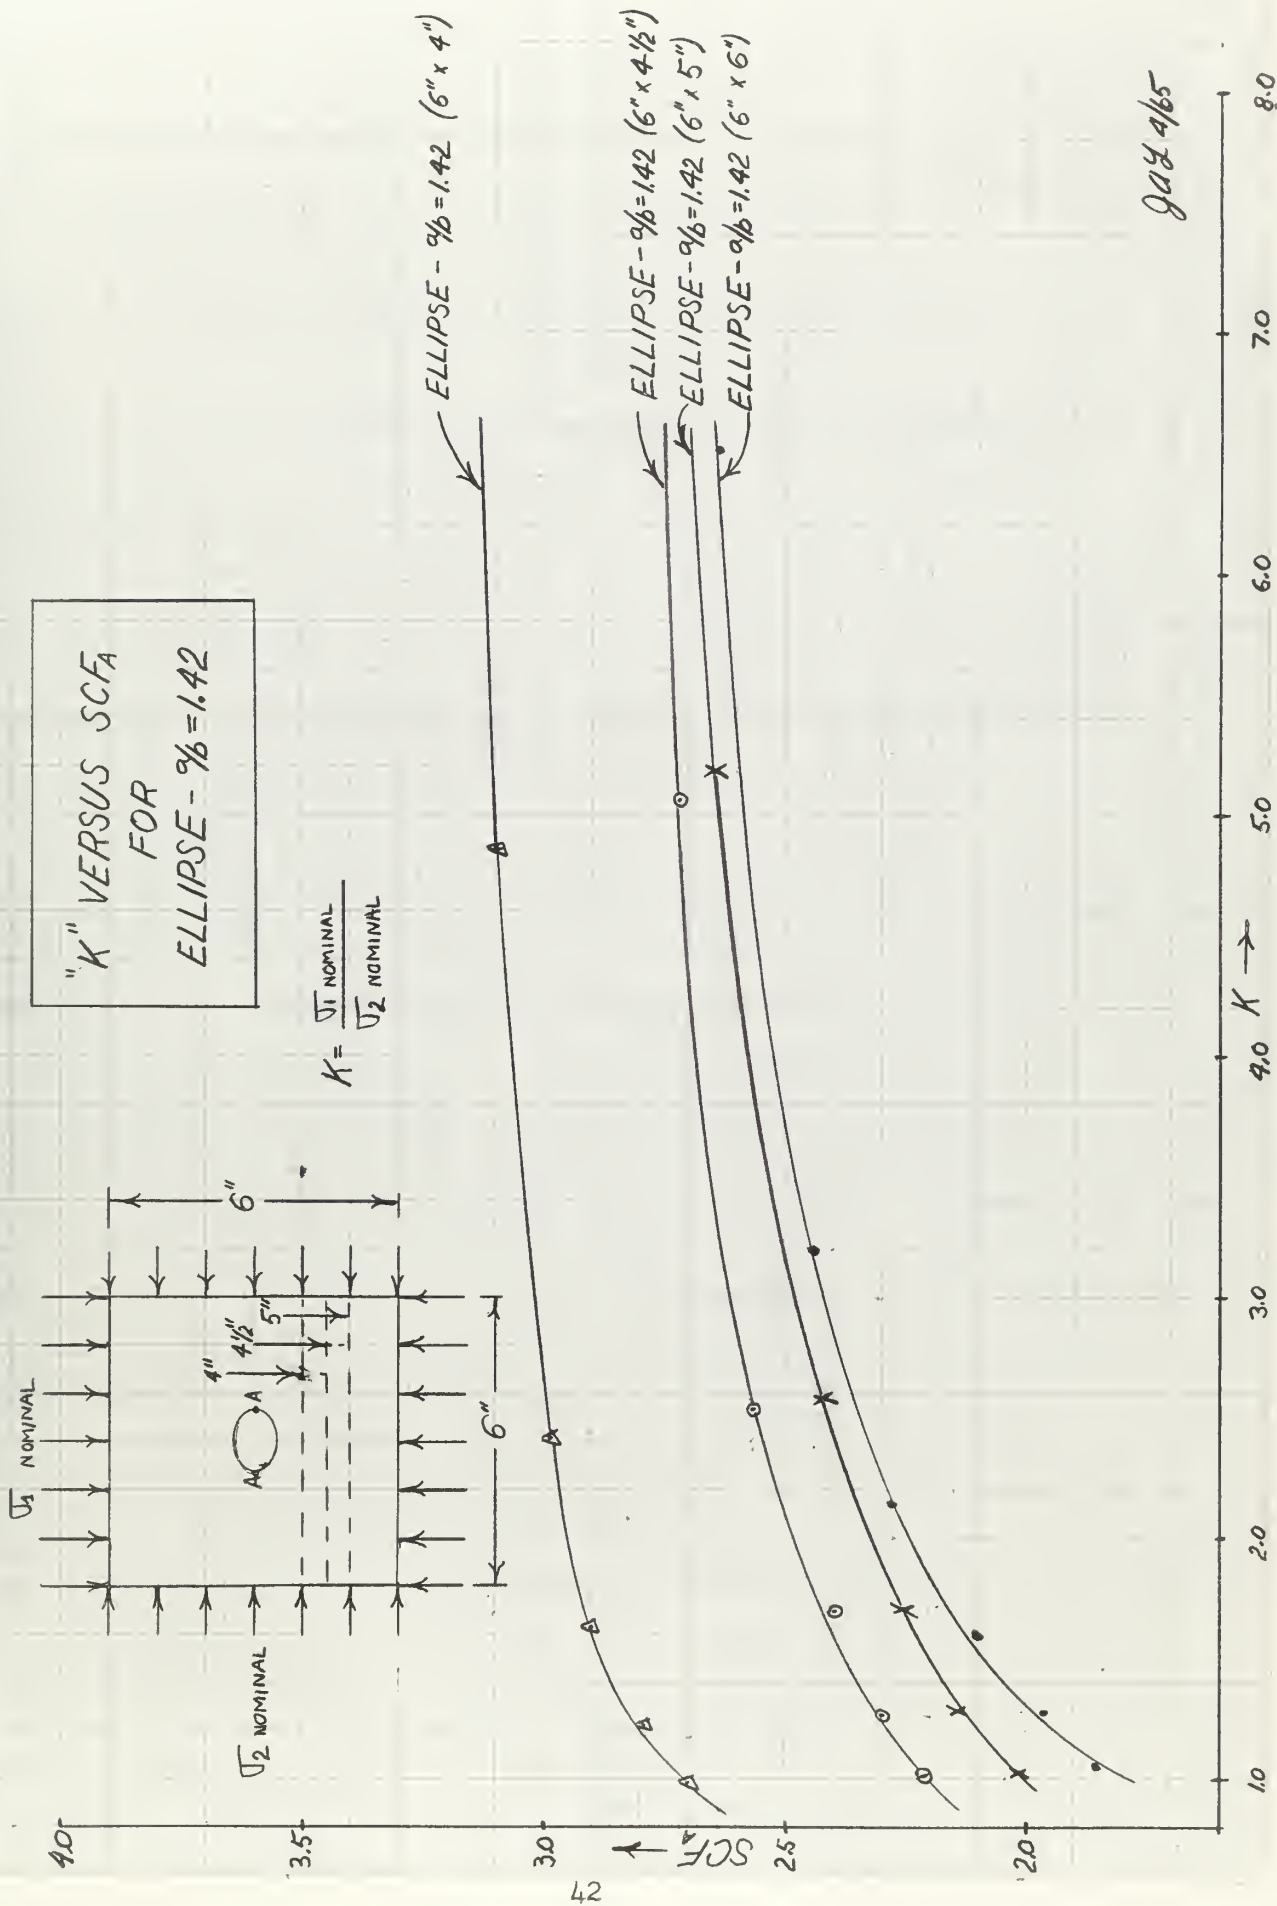 "K" VERSUS SCFA
FOR
ELLIPSE - a/b = 1.42
K = σ1 NOMINAL
σ2 NOMINAL
σ1 NOMINAL
σ2 NOMINAL
A
A
4"
4½"
5"
6"
6"
ELLIPSE - a/b = 1.42 (6" x 4")
ELLIPSE - a/b = 1.42 (6" x 4½")
ELLIPSE - a/b = 1.42 (6" x 5")
ELLIPSE - a/b = 1.42 (6" x 6")
4.0
3.5
3.0
SCFA
2.5
2.0
1.0
2.0
3.0
4.0
K →
5.0
6.0
7.0
8.0
4/65
42